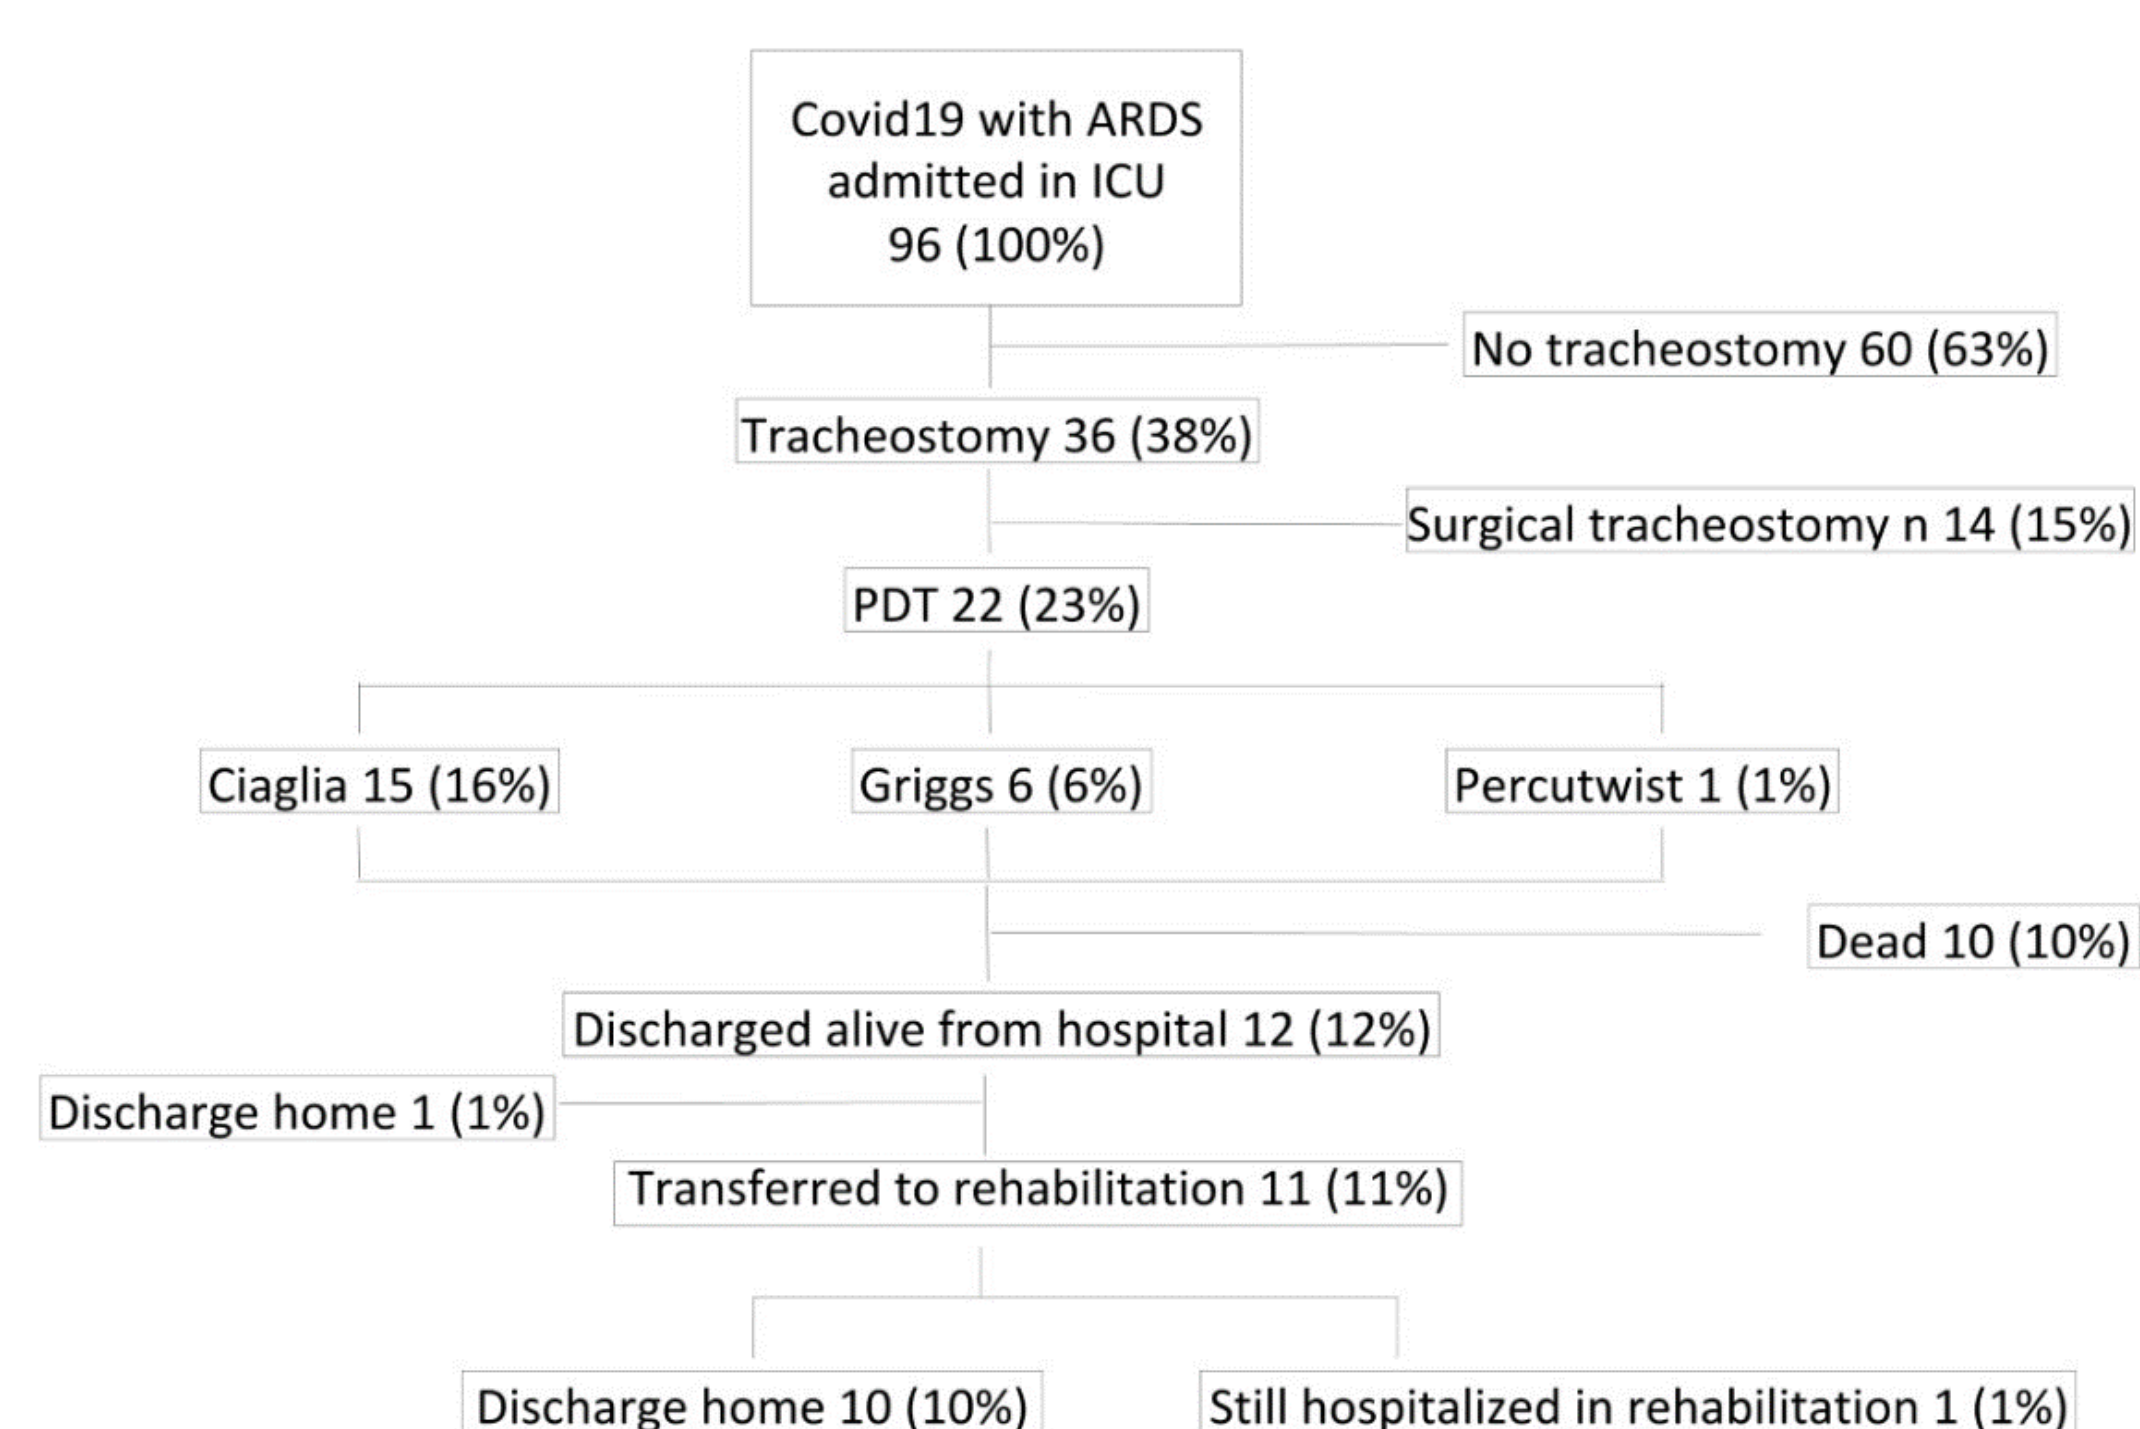 Covid19 with ARDS
admitted in ICU
96 (100%)
No tracheostomy 60 (63%)
Tracheostomy 36 (38%)
Surgical tracheostomy n 14 (15%)
PDT 22 (23%)
Ciaglia 15 (16%)
Griggs 6 (6%)
Percutwist 1 (1%)
Dead 10 (10%)
Discharged alive from hospital 12 (12%)
Discharge home 1 (1%)
Transferred to rehabilitation 11 (11%)
Discharge home 10 (10%)
Still hospitalized in rehabilitation 1 (1%)